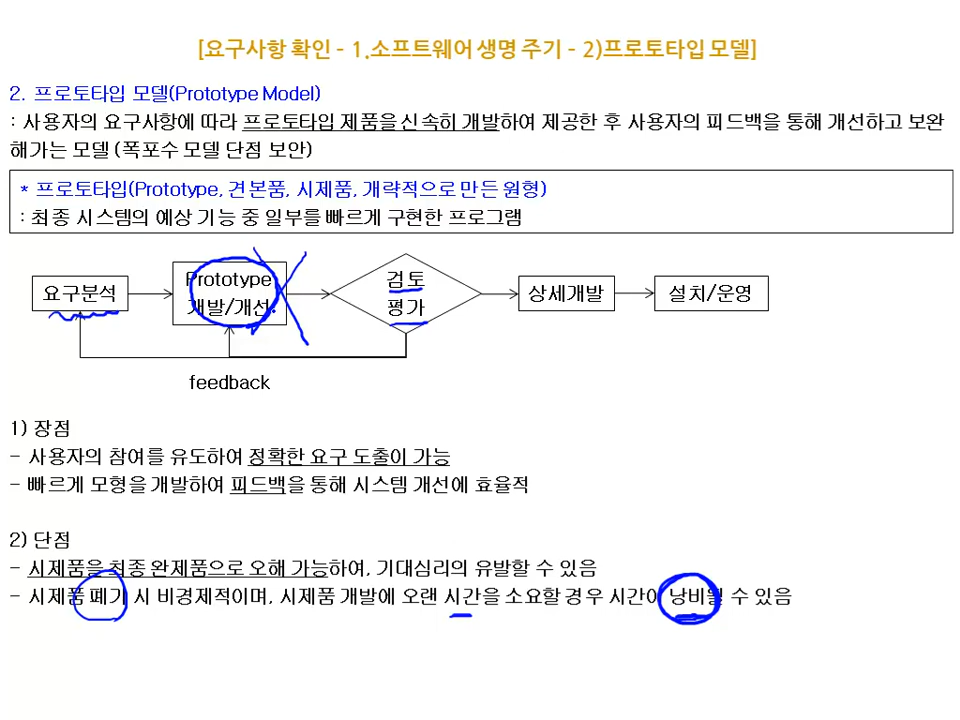 [요구사항 확인 - 1.소프트웨어 생명 주기 - 2)프로토타입 모델]
2. 프로토타입 모델(Prototype Model)
: 사용자의 요구사항에 따라 프로토타입 제품을 신속히 개발하여 제공한 후 사용자의 피드백을 통해 개선하고 보완
해가는 모델 (폭포수 모델 단점 보안)
* 프로토타입(Prototype, 견본품, 시제품, 개략적으로 만든 원형)
: 최종 시스템의 예상 기능 중 일부를 빠르게 구현한 프로그램
요구분석
Prototype
개발/개선
검토
평가
상세개발
설치/운영
feedback
1) 장점
- 사용자의 참여를 유도하여 정확한 요구 도출이 가능
- 빠르게 모형을 개발하여 피드백을 통해 시스템 개선에 효율적
2) 단점
- 시제품을 최종 완제품으로 오해 가능하여, 기대심리의 유발할 수 있음
- 시제품 폐기 시 비경제적이며, 시제품 개발에 오랜 시간을 소요할 경우 시간이 낭비될 수 있음